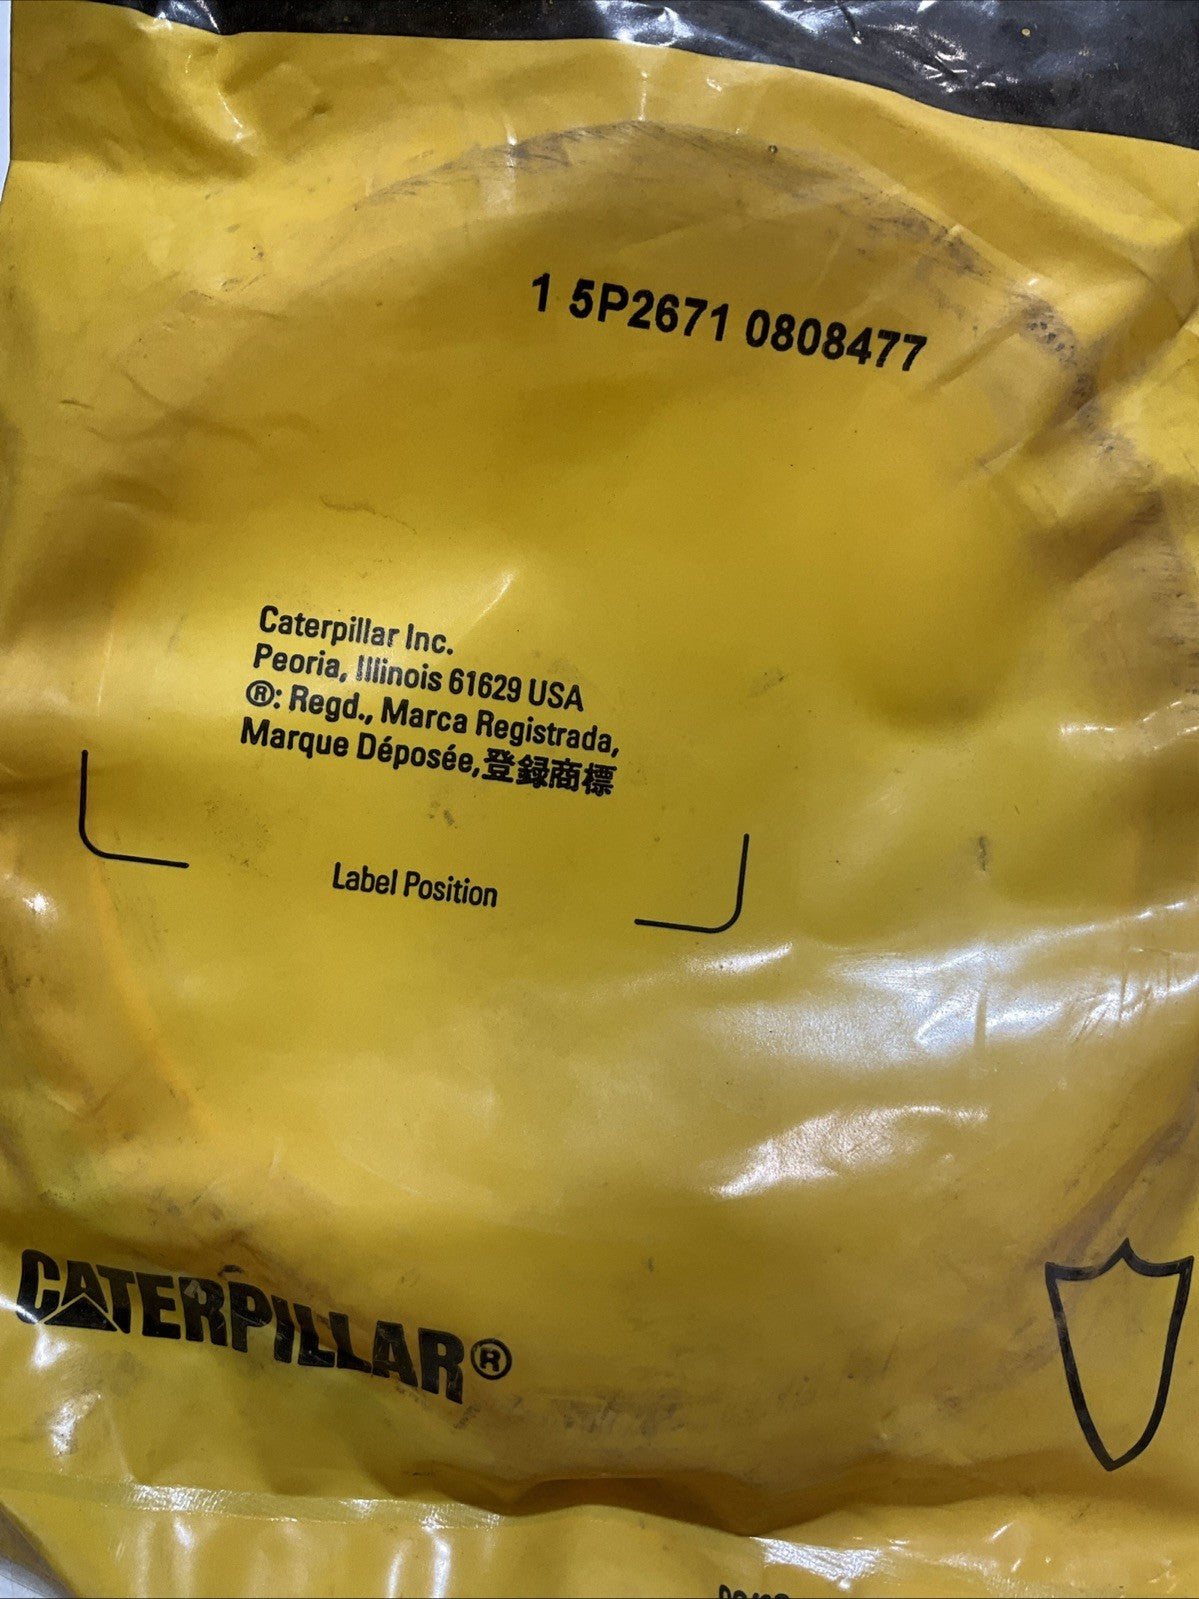 1 5P2671 0808477
Caterpillar Inc.
Peoria, Illinois 61629 USA
®: Regd., Marca Registrada,
Marque Déposée,登録商標
Label Position
CATERPILLAR®